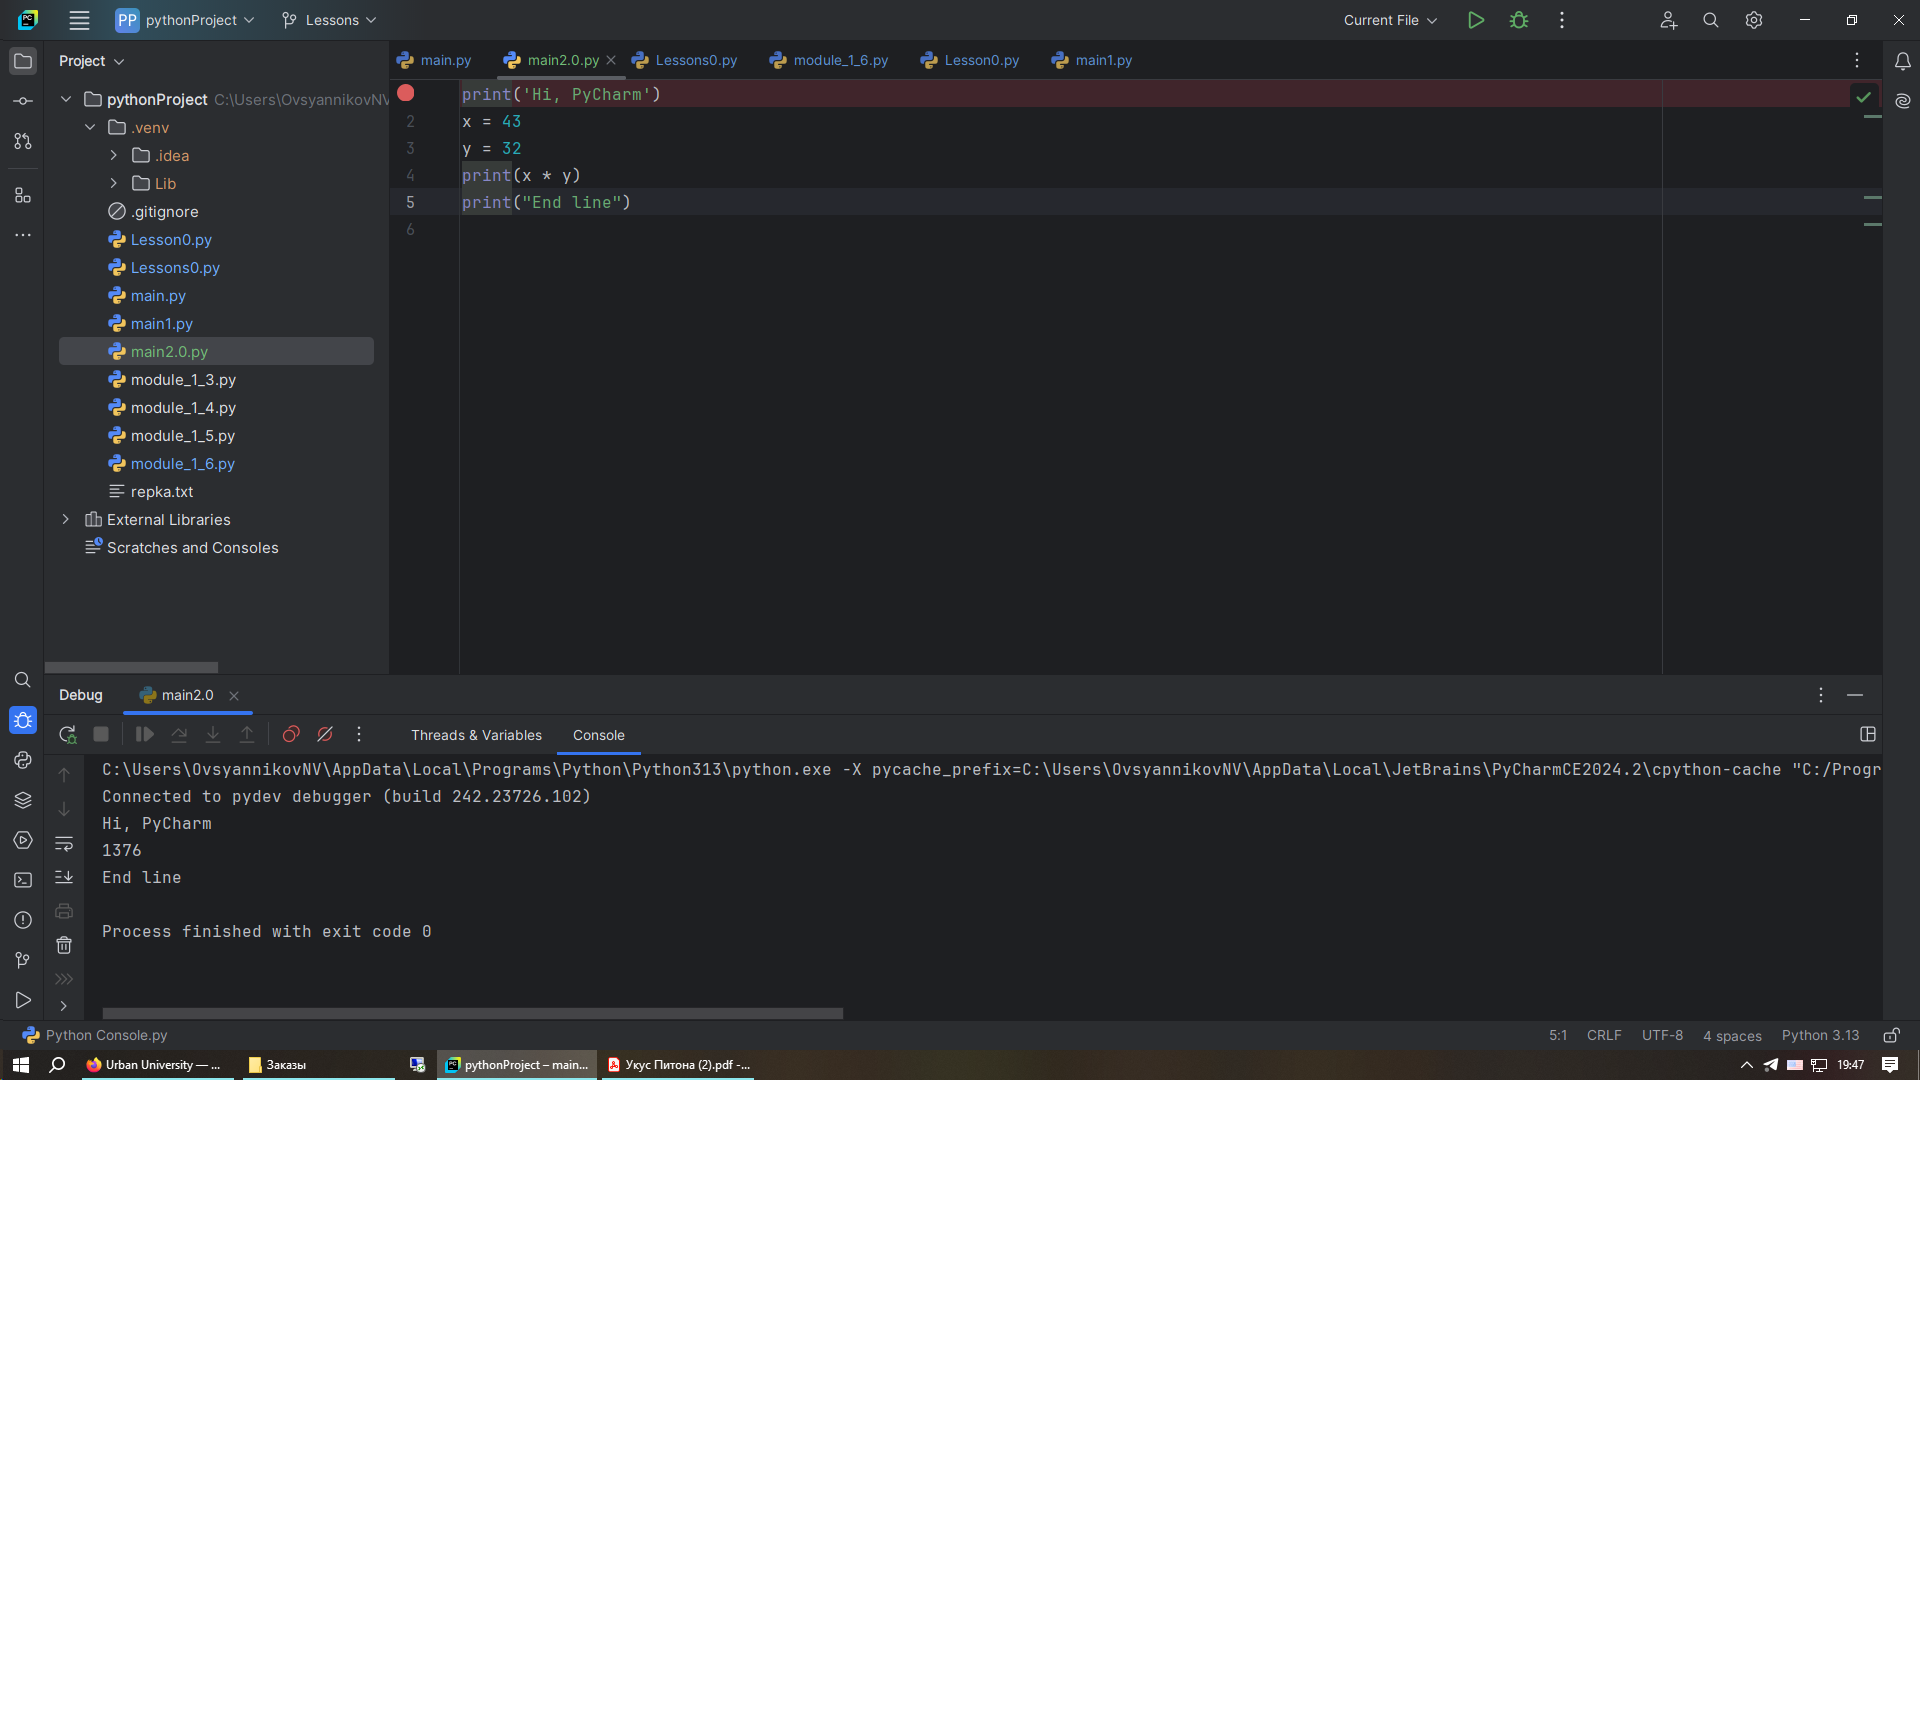 PP pythonProject Lessons Current File
Project
main.py main2.0.py Lessons0.py module_1_6.py Lesson0.py main1.py
pythonProject C:\Users\OvsyannikovNV
.venv
.idea
Lib
.gitignore
Lesson0.py
Lessons0.py
main.py
main1.py
main2.0.py
module_1_3.py
module_1_4.py
module_1_5.py
module_1_6.py
repka.txt
External Libraries
Scratches and Consoles
print('Hi, PyCharm')
2 x = 43
3 y = 32
4 print(x * y)
5 print("End line")
6
Debug main2.0
Threads & Variables Console
C:\Users\OvsyannikovNV\AppData\Local\Programs\Python\Python313\python.exe -X pycache_prefix=C:\Users\OvsyannikovNV\AppData\Local\JetBrains\PyCharmCE2024.2\cpython-cache "C:/Progr
Connected to pydev debugger (build 242.23726.102)
Hi, PyCharm
1376
End line
Process finished with exit code 0
Python Console.py 5:1 CRLF UTF-8 4 spaces Python 3.13
Urban University — ... Заказы pythonProject – main... Укус Питона (2).pdf -... 19:47